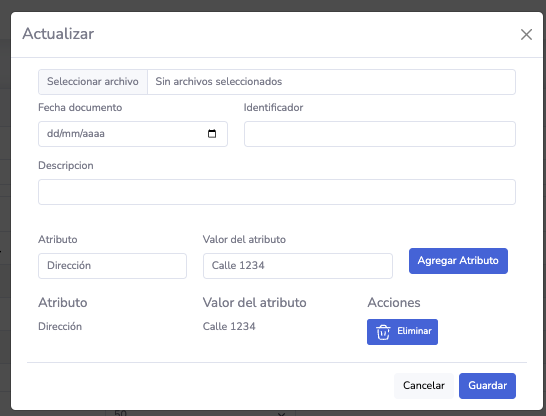 Actualizar
Seleccionar archivo Sin archivos seleccionados
Fecha documento Identificador
dd/mm/aaaa
Descripcion
Atributo Valor del atributo
Dirección Calle 1234 Agregar Atributo
Atributo Valor del atributo Acciones
Dirección Calle 1234 Eliminar
Cancelar Guardar
50